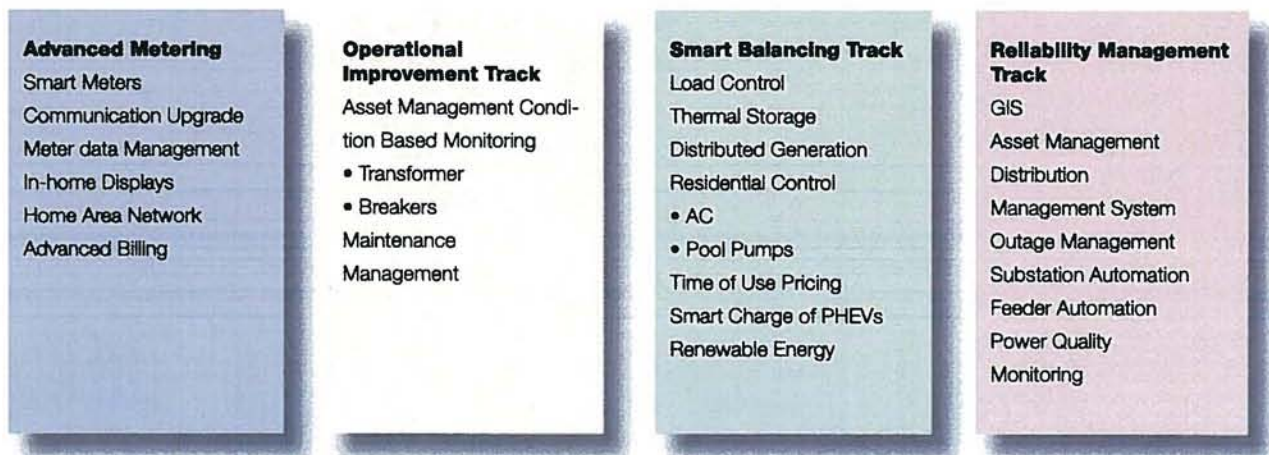 Advanced Metering
Smart Meters
Communication Upgrade
Meter data Management
In-home Displays
Home Area Network
Advanced Billing
Operational
Improvement Track
Asset Management Condi-
tion Based Monitoring
• Transformer
• Breakers
Maintenance
Management
Smart Balancing Track
Load Control
Thermal Storage
Distributed Generation
Residential Control
• AC
• Pool Pumps
Time of Use Pricing
Smart Charge of PHEVs
Renewable Energy
Reliability Management
Track
GIS
Asset Management
Distribution
Management System
Outage Management
Substation Automation
Feeder Automation
Power Quality
Monitoring